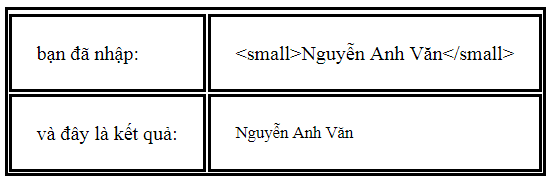 bạn đã nhập: <small>Nguyễn Anh Văn</small>
và đây là kết quả: Nguyễn Anh Văn